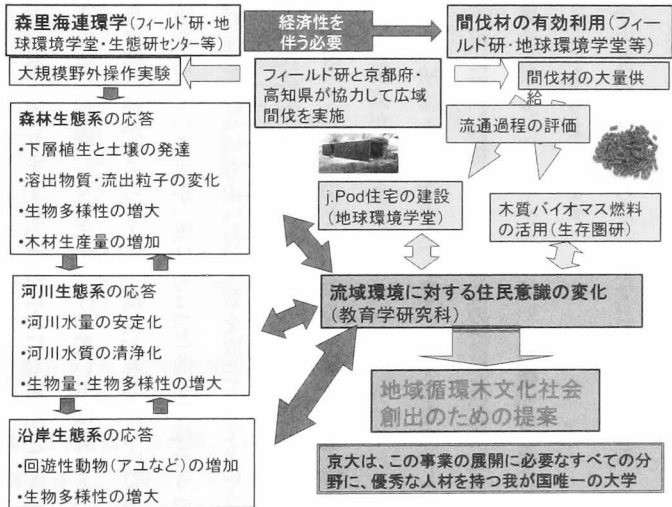 森里海連環学(フィールド研・地
球環境学堂・生態研センター等)
経済性を
伴う必要
間伐材の有効利用(フィー
ルド研・地球環境学堂等)
大規模野外操作実験
フィールド研と京都府・
高知県が協力して広域
間伐を実施
間伐材の大量供
給
流通過程の評価
森林生態系の応答
・下層植生と土壌の発達
・溶出物質・流出粒子の変化
・生物多様性の増大
・木材生産量の増加
j.Pod住宅の建設
(地球環境学堂)
木質バイオマス燃料
の活用(生存圏研)
河川生態系の応答
・河川水量の安定化
・河川水質の清浄化
・生物量・生物多様性の増大
流域環境に対する住民意識の変化
(教育学研究科)
地域循環木文化社会
創出のための提案
沿岸生態系の応答
・回遊性動物(アユなど)の増加
・生物多様性の増大
京大は、この事業の展開に必要なすべての分
野に、優秀な人材を持つ我が国唯一の大学